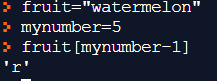 > fruit="watermelon"
> mynumber=5
> fruit[mynumber-1]
'r'